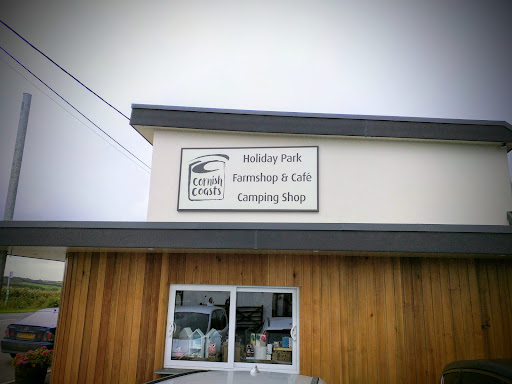 Cornish
Coasts
Holiday Park
Farmshop & Café
Camping Shop